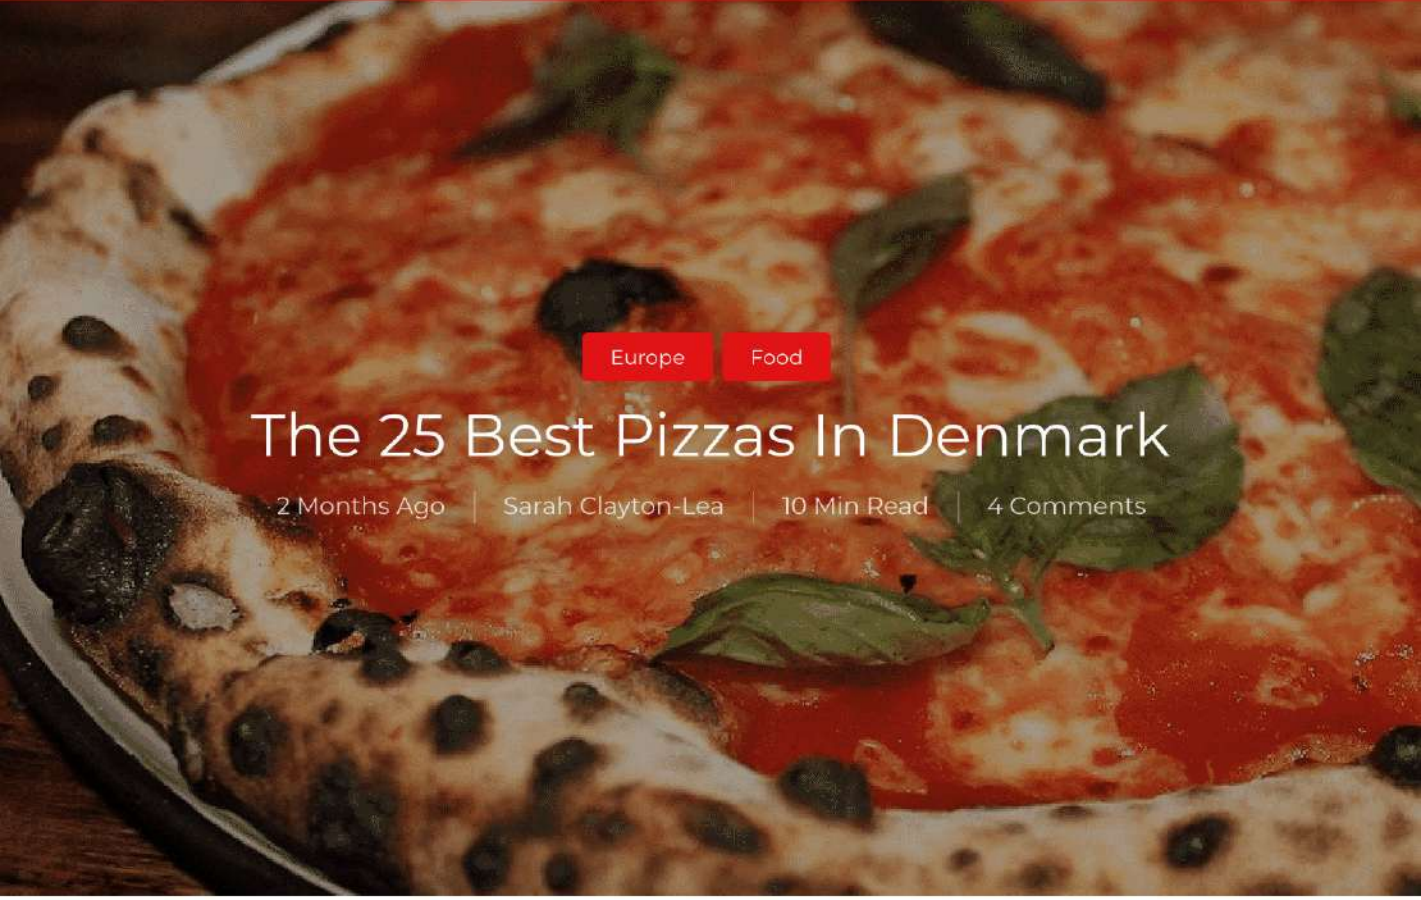 Europe Food
The 25 Best Pizzas In Denmark
2 Months Ago Sarah Clayton-Lea 10 Min Read 4 Comments